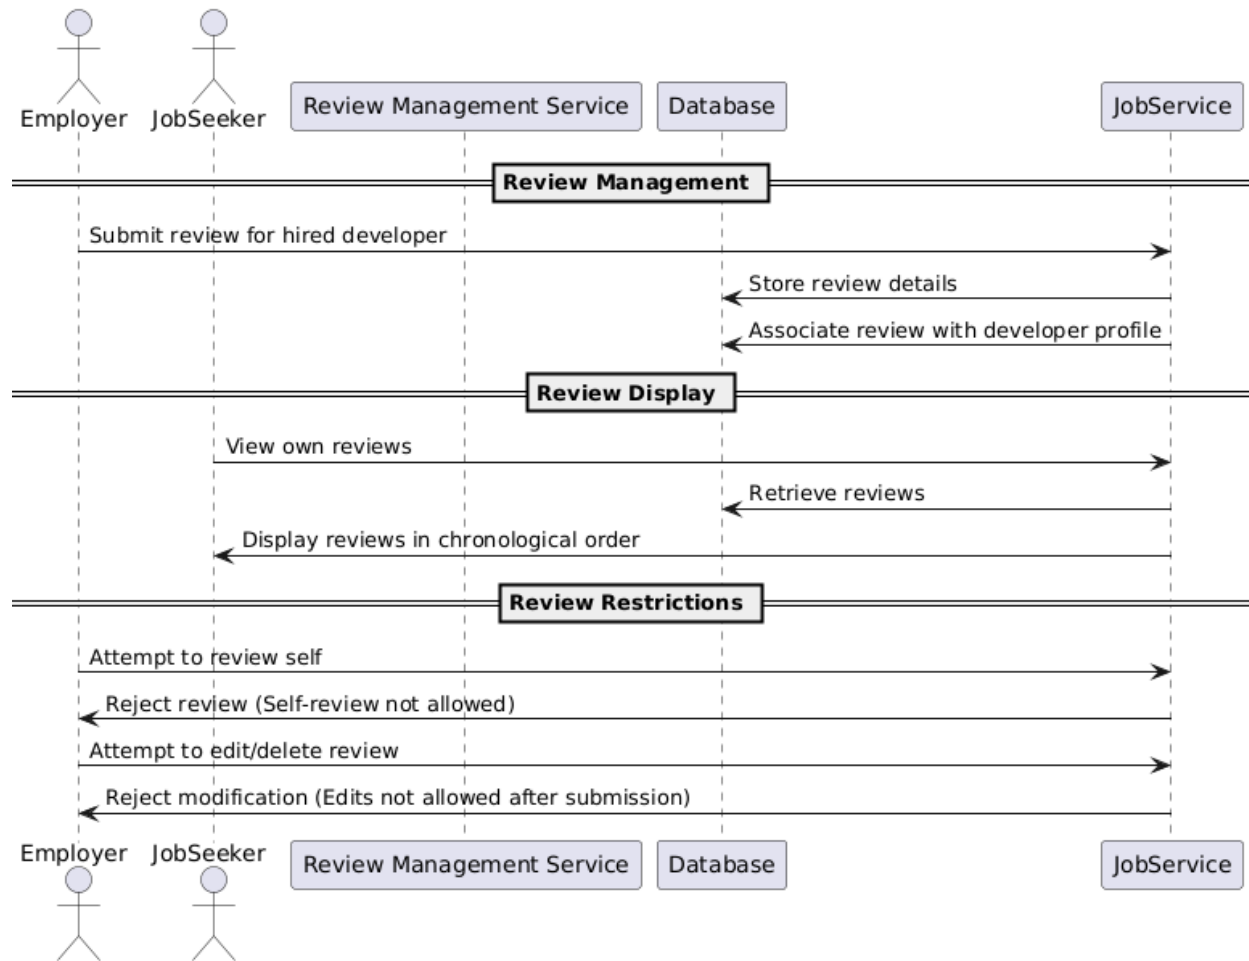 Employer
JobSeeker
Review Management Service
Database
JobService
Review Management
Submit review for hired developer
Store review details
Associate review with developer profile
Review Display
View own reviews
Retrieve reviews
Display reviews in chronological order
Review Restrictions
Attempt to review self
Reject review (Self-review not allowed)
Attempt to edit/delete review
Reject modification (Edits not allowed after submission)
Employer
JobSeeker
Review Management Service
Database
JobService